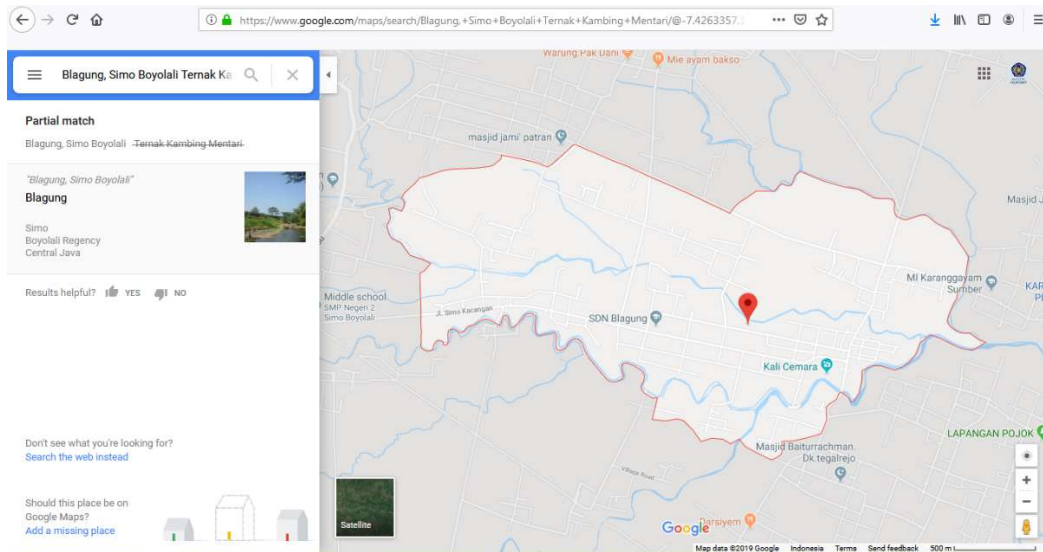 https://www.google.com/maps/search/Blagung,+Simo+Boyolali+Ternak+Kambing+Mentari/@-7.4263357,
Blagung, Simo Boyolali Ternak Ka
Partial match
Blagung, Simo Boyolali Ternak Kambing Mentari
"Blagung, Simo Boyolali"
Blagung
Simo
Boyolali Regency
Central Java
Results helpful?
YES
NO
Don't see what you're looking for?
Search the web instead
Should this place be on
Google Maps?
Add a missing place
Warung Pak Dani
Mie ayam bakso
masjid jami' patran
Masjid J
MI Karanggayam
Sumber
KAR
Middle school
SMP Negeri 2
Simo Boyolali
JL. Simo Kacangan
SDN Blagung
Kali Cemara
LAPANGAN POJOK
Masjid Baiturrachman.
Dk tegalrejo
Village Road
Darsiyem
Satellite
Google
Map data ©2019 Google
Indonesia
Terms
Send feedback
500 m